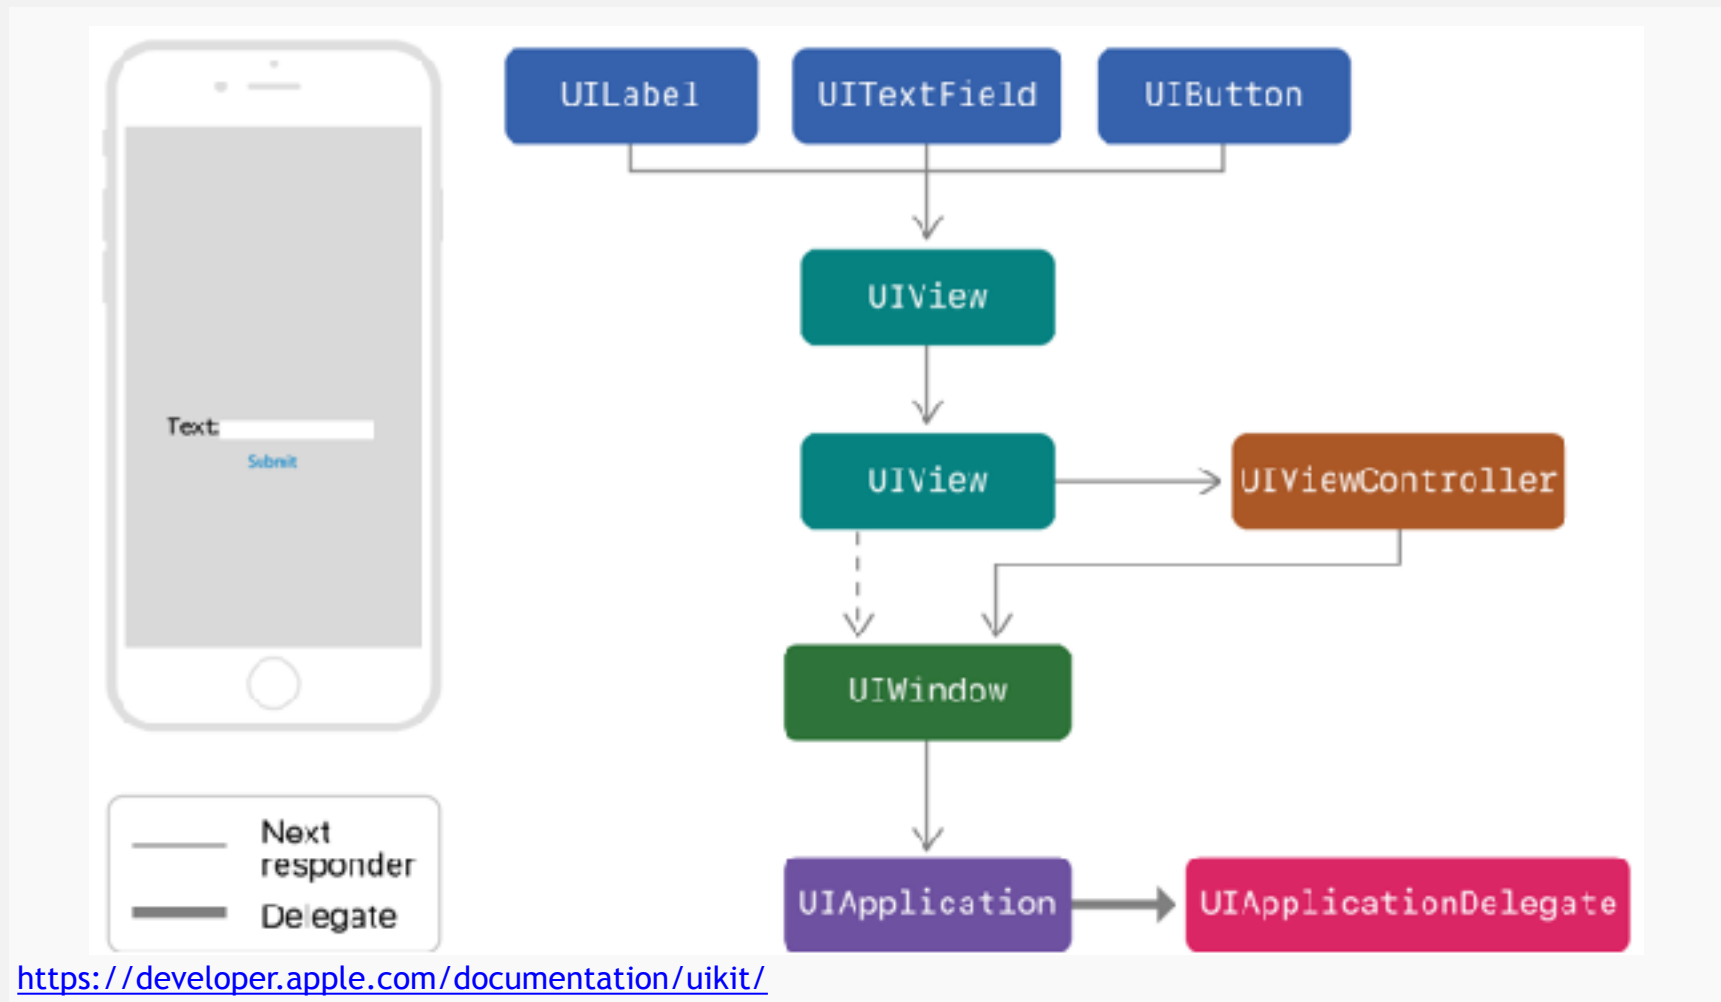 UILabel
UITextField
UIButton
UIView
Text:
Submit
UIView
UIViewController
UIWindow
Next
responder
Delegate
UIApplication
UIApplicationDelegate
https://developer.apple.com/documentation/uikit/